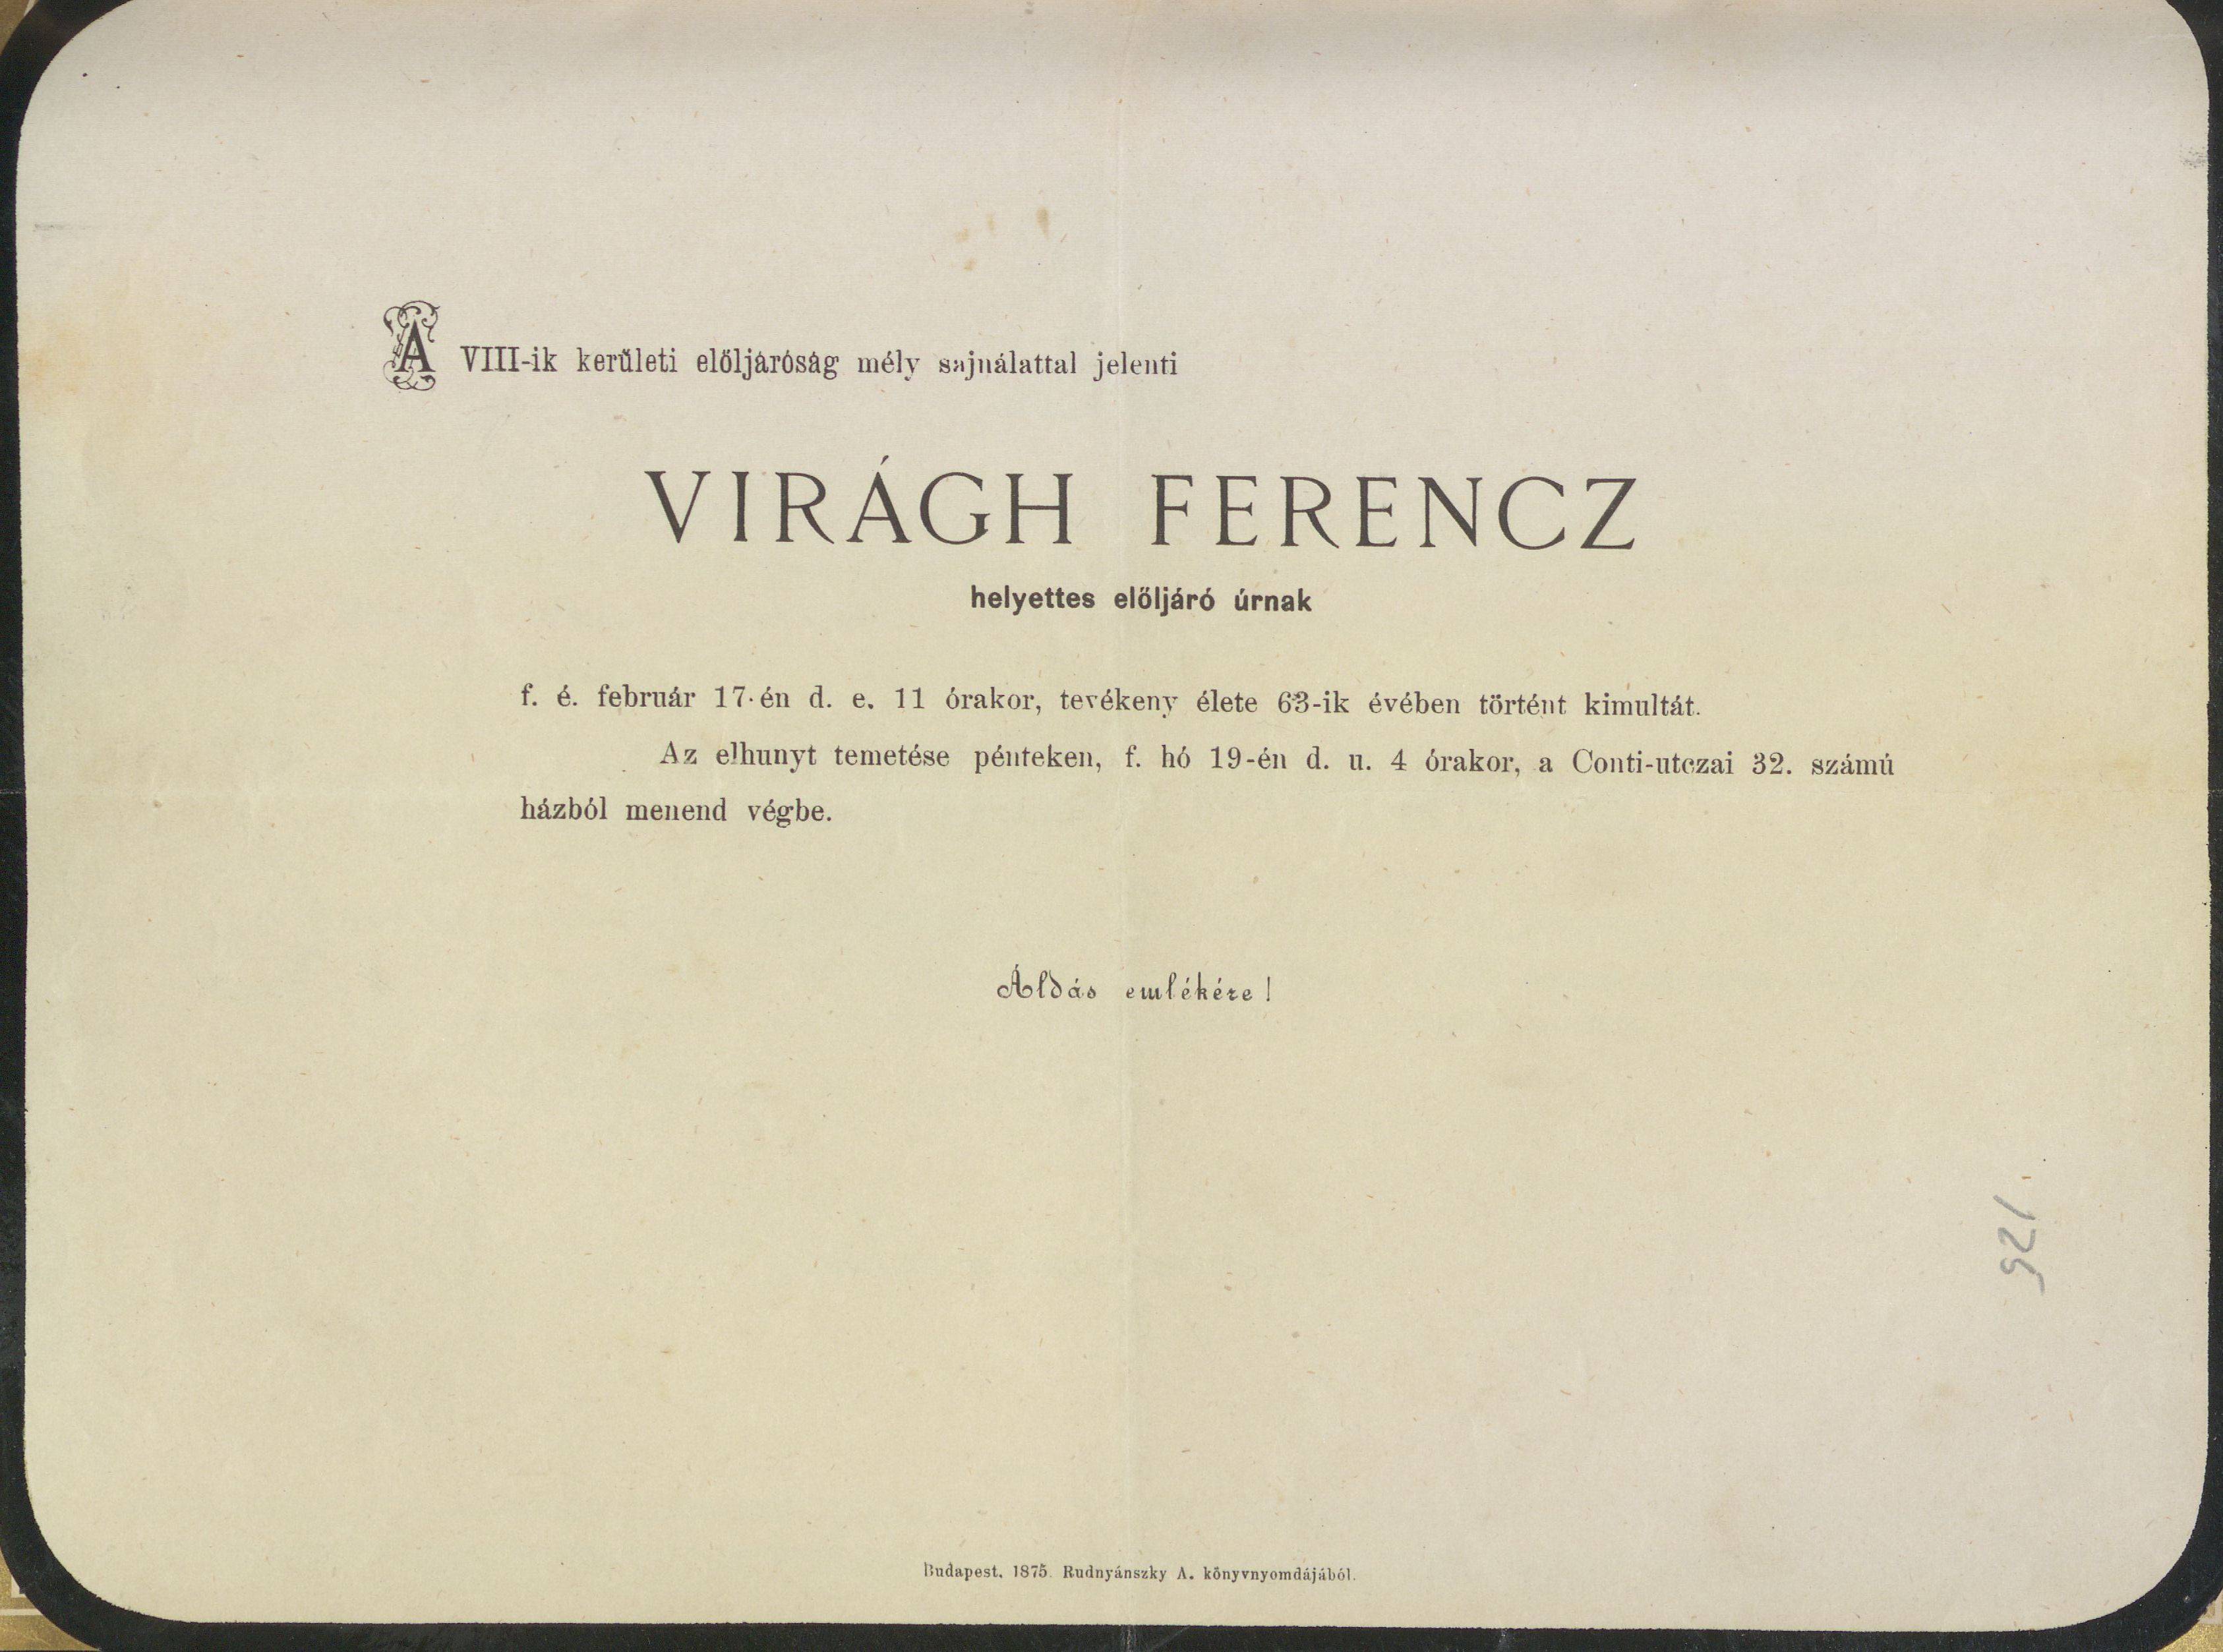 A VIII-ik kerületi előljáróság mély sajnálattal jelenti
VIRÁGH FERENCZ
helyettes előljáró úrnak
f. é. február 17-én d. e. 11 órakor, tevékeny élete 63-ik évében történt kimultát.
Az elhunyt temetése pénteken, f. hó 19-én d. u. 4 órakor, a Conti-utczai 32. számú
házból menend végbe.
Áldás emlékére!
Budapest. 1875. Rudnyánszky A. könyvnyomdájából.